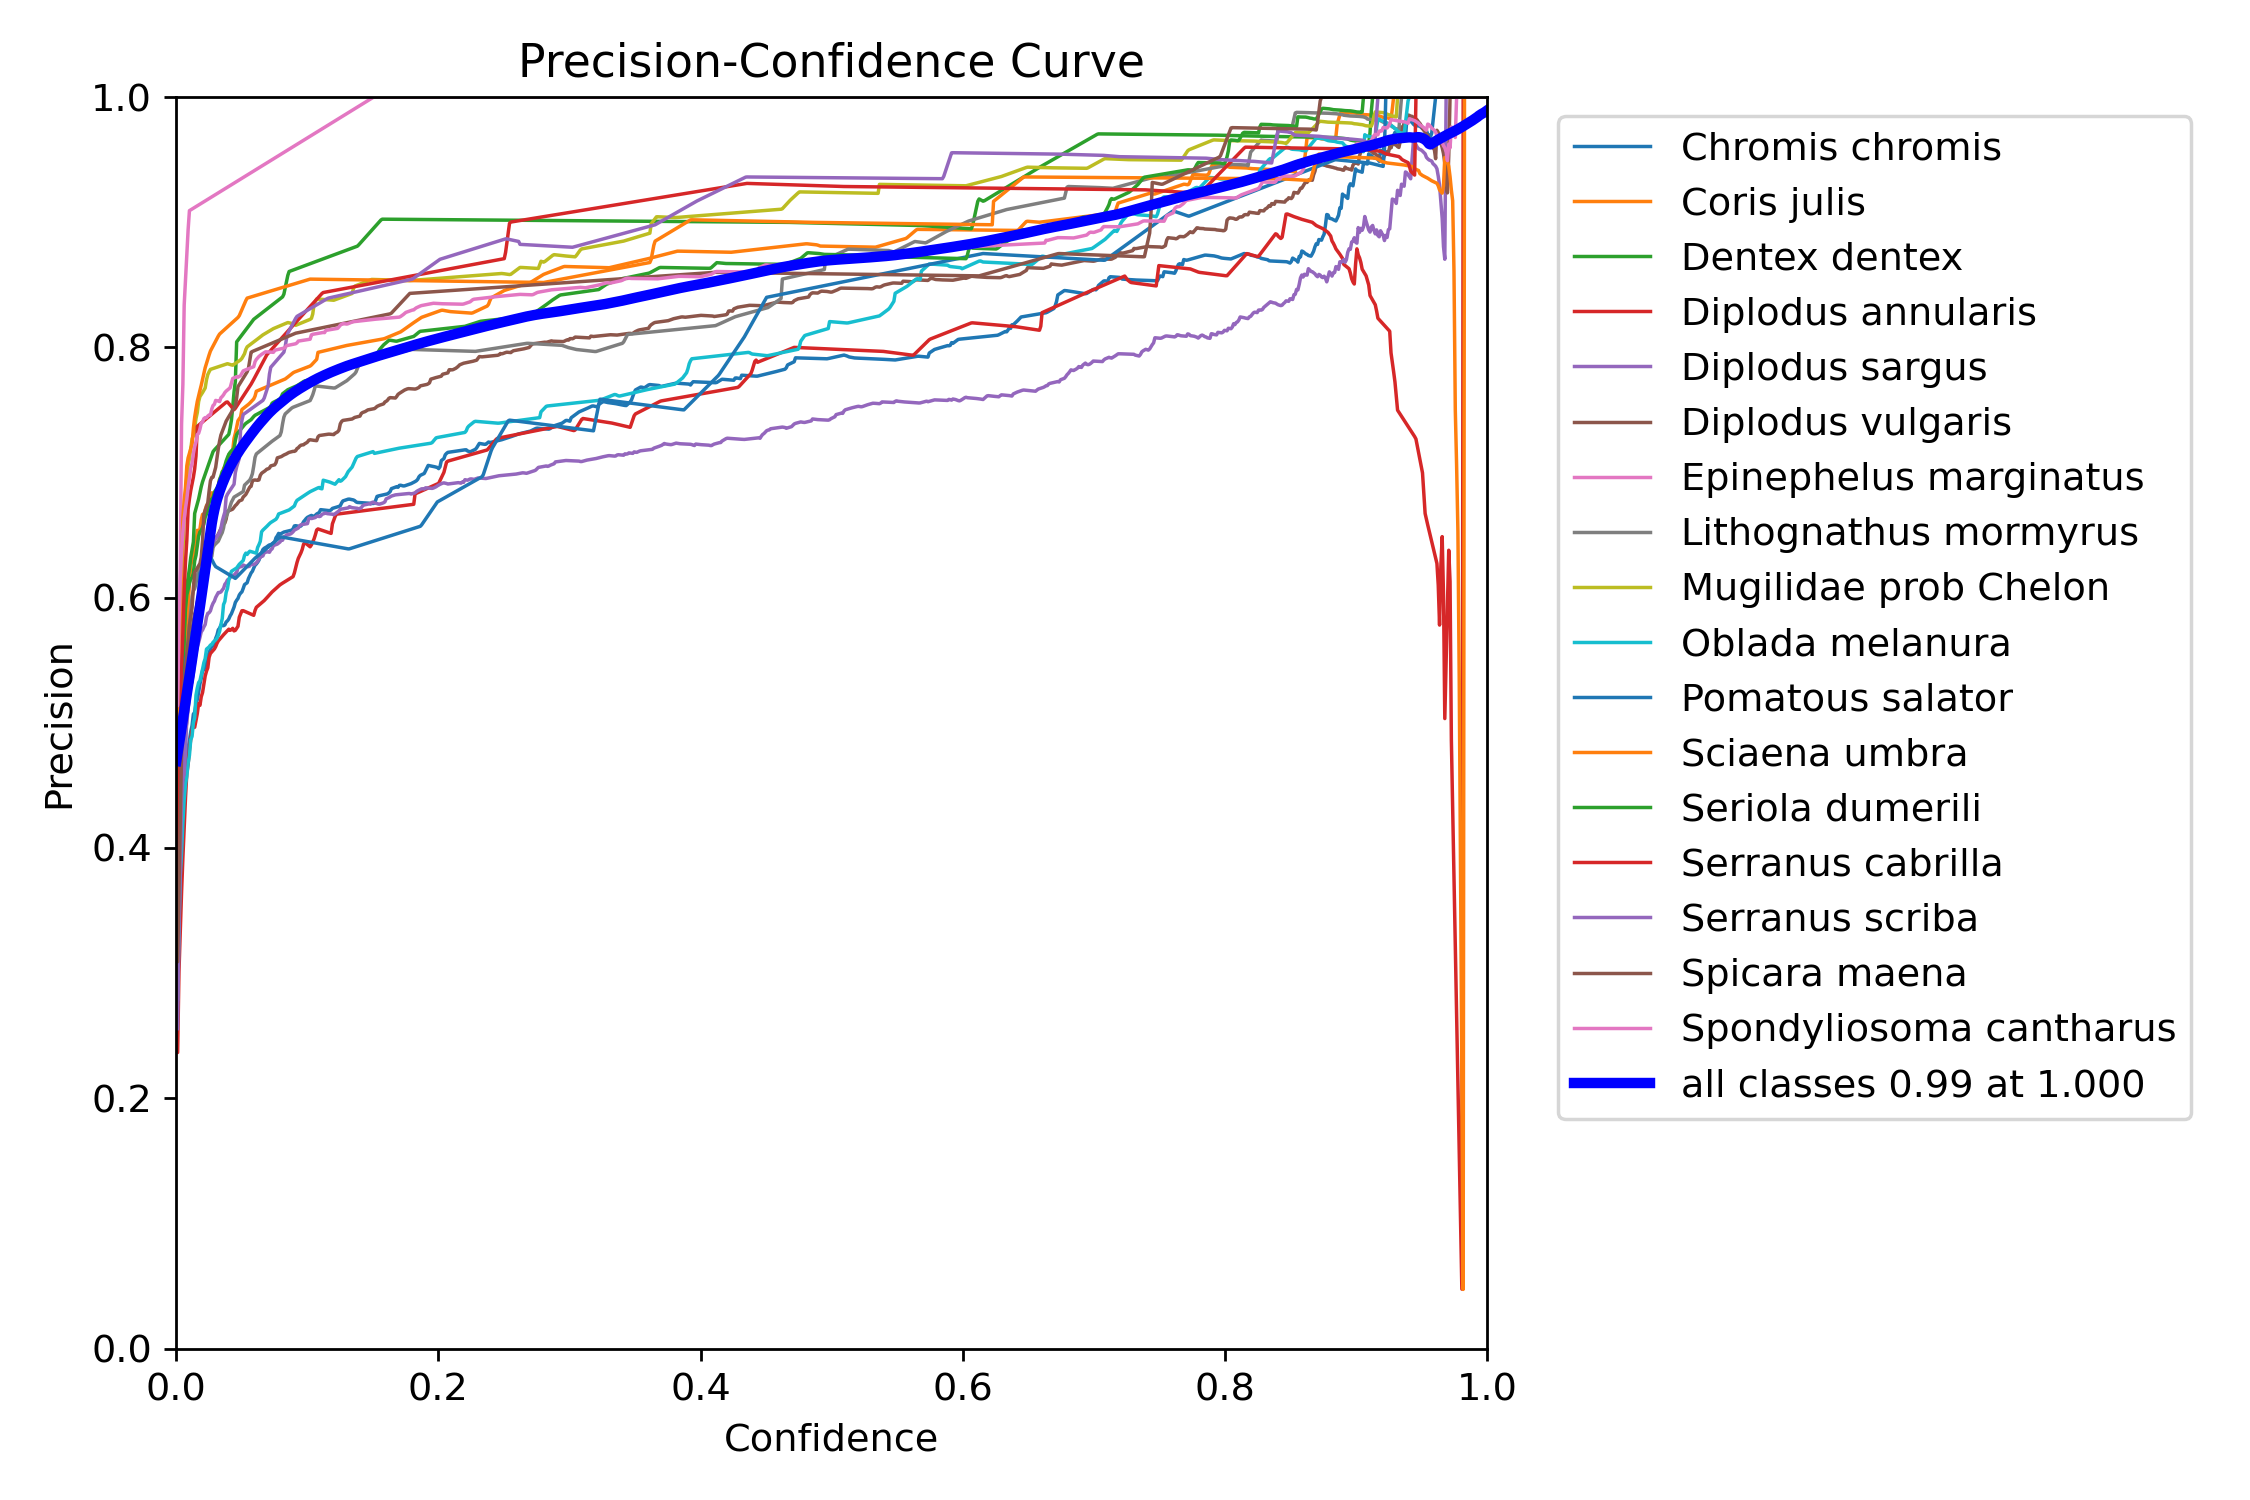 Precision-Confidence Curve
1.0
0.8
0.6
0.4
0.2
0.0
Precision
0.0 0.2 0.4 0.6 0.8 1.0
Confidence
Chromis chromis
Coris julis
Dentex dentex
Diplodus annularis
Diplodus sargus
Diplodus vulgaris
Epinephelus marginatus
Lithognathus mormyrus
Mugilidae prob Chelon
Oblada melanura
Pomatous salator
Sciaena umbra
Seriola dumerili
Serranus cabrilla
Serranus scriba
Spicara maena
Spondyliosoma cantharus
all classes 0.99 at 1.000